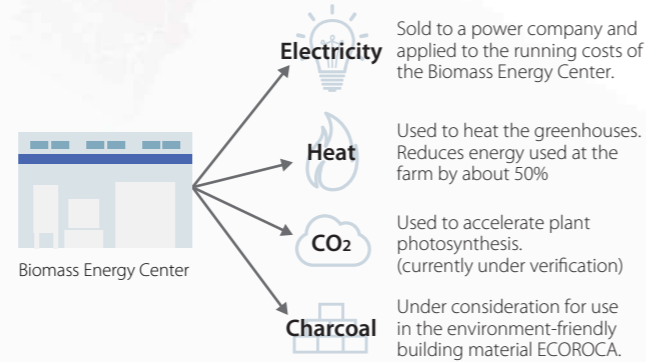 Electricity
Sold to a power company and
applied to the running costs of
the Biomass Energy Center.
Heat
Used to heat the greenhouses.
Reduces energy used at the
farm by about 50%
CO2
Used to accelerate plant
photosynthesis.
(currently under verification)
Biomass Energy Center
Charcoal
Under consideration for use
in the environment-friendly
building material ECOROCA.